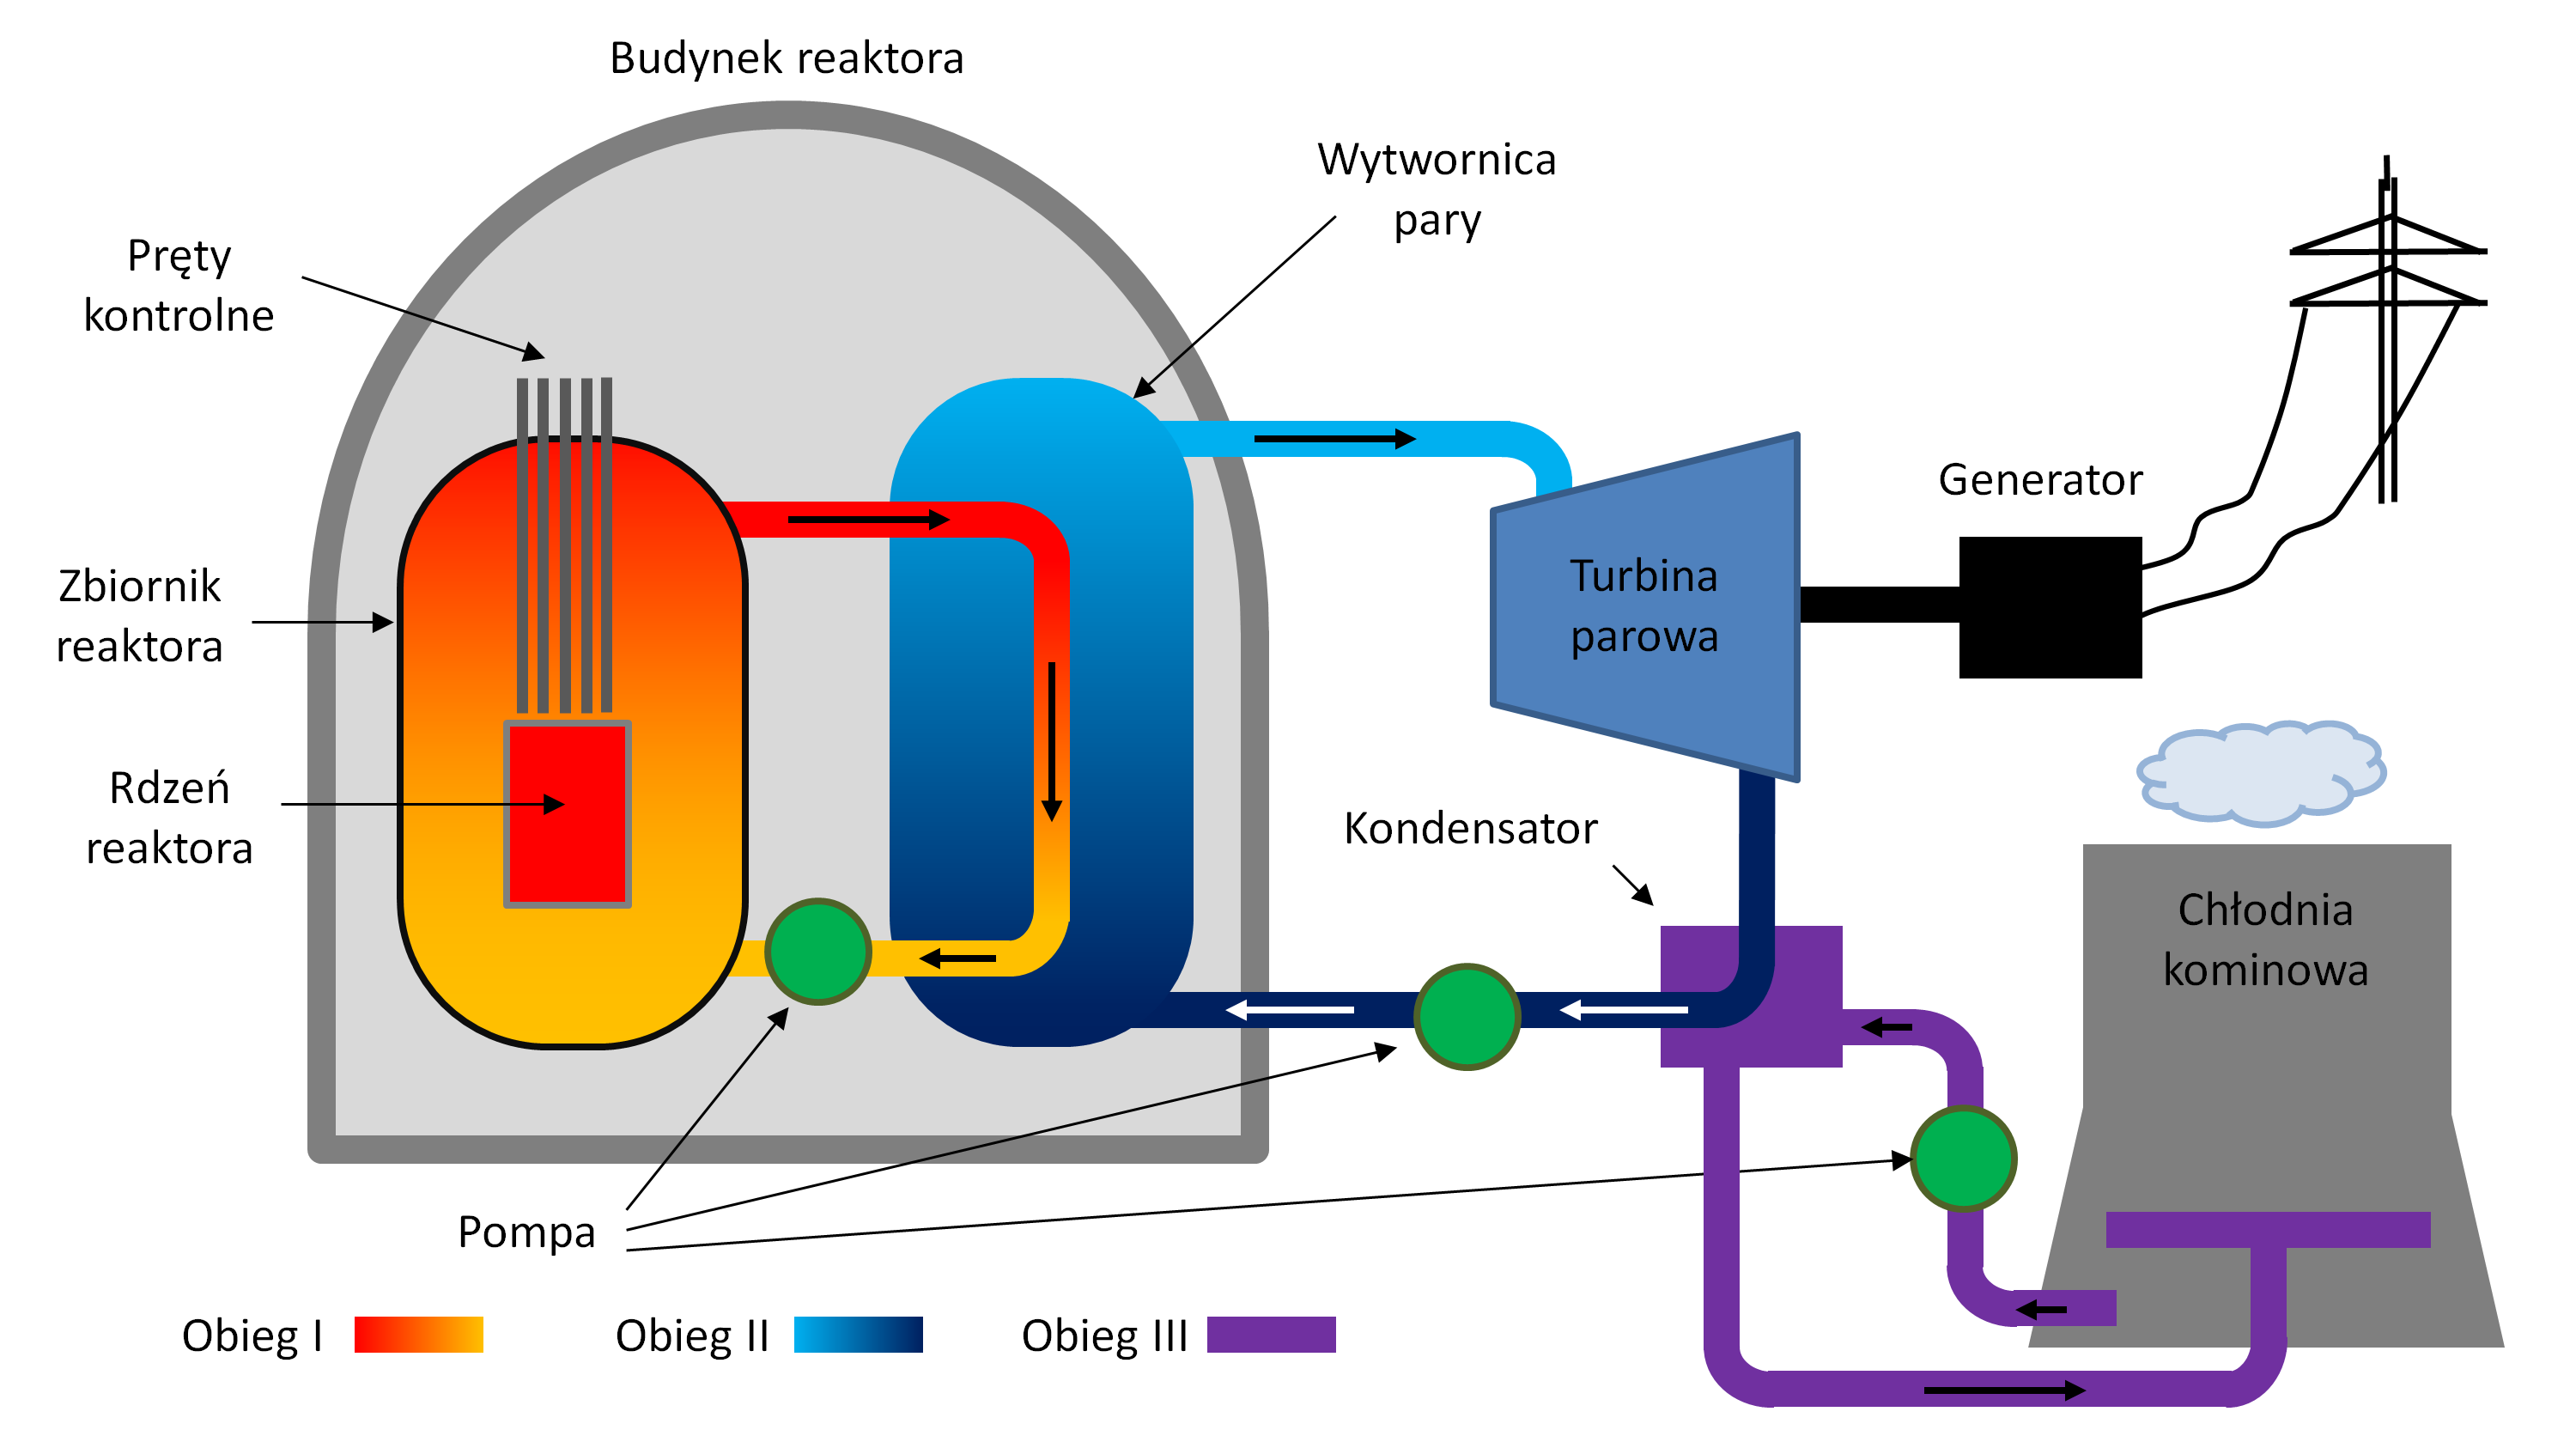 Budynek reaktora
Wytwornica
pary
Pręty
kontrolne
Generator
Zbiornik
reaktora
Turbina
parowa
Rdzeń
reaktora
Kondensator
Chłodnia
kominowa
Pompa
Obieg I
Obieg II
Obieg III